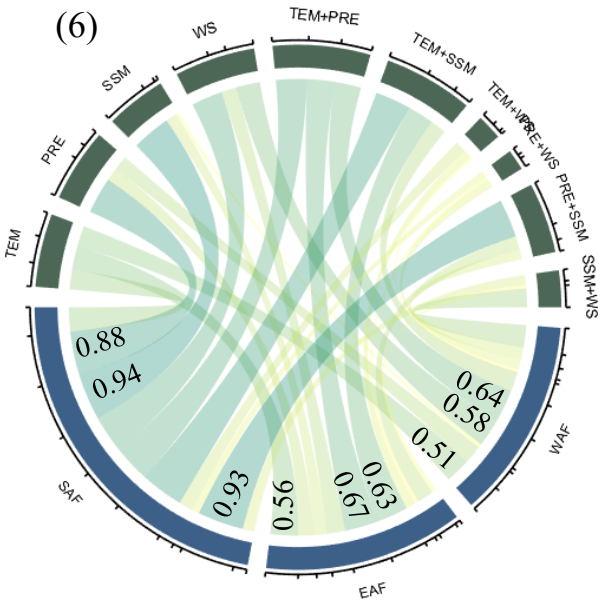 (6)
TEM+PRE
WS
TEM+SSM
SSM
TEM+WS
PRE+WS
PRE
PRE+SSM
TEM
SSM+WS
0.88
0.94
0.64
0.58
0.51
WAF
SAF
0.93
0.56
0.67
0.63
EAF